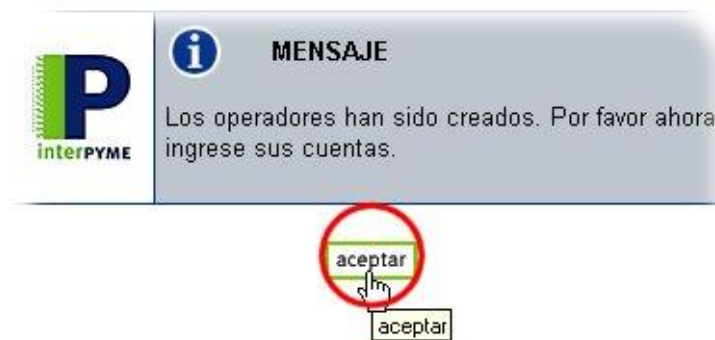 MENSAJE
Los operadores han sido creados. Por favor ahora
ingrese sus cuentas.
P
interPYME
aceptar
aceptar